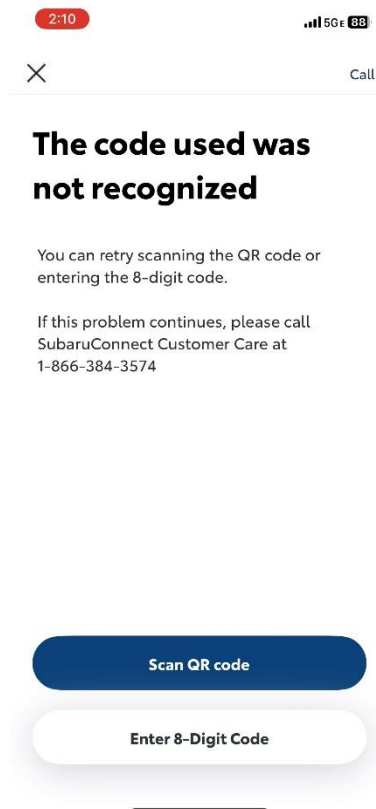 2:10
5GE 88
Call
The code used was
not recognized
You can retry scanning the QR code or
entering the 8-digit code.
If this problem continues, please call
SubaruConnect Customer Care at
1-866-384-3574
Scan QR code
Enter 8-Digit Code